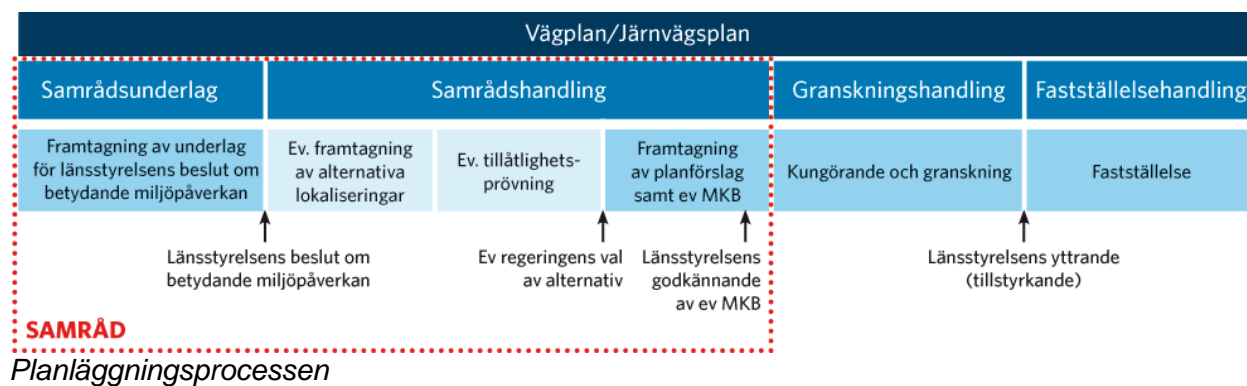 Vägplan/Järnvägsplan
Samrådsunderlag
Samrådshandling
Granskningshandling
Fastställelsehandling
Framtagning av underlag
för länsstyrelsens beslut om
betydande miljöpåverkan
Ev. framtagning
av alternativa
lokaliseringar
Ev. tillåtlighets-
prövning
Framtagning
av planförslag
samt ev MKB
Kungörande och granskning
Fastställelse
Länsstyrelsens beslut om
betydande miljöpåverkan
Ev regeringens val
av alternativ
Länsstyrelsens
godkännande
av ev MKB
Länsstyrelsens yttrande
(tillstyrkande)
SAMRÅD
Planläggningsprocessen